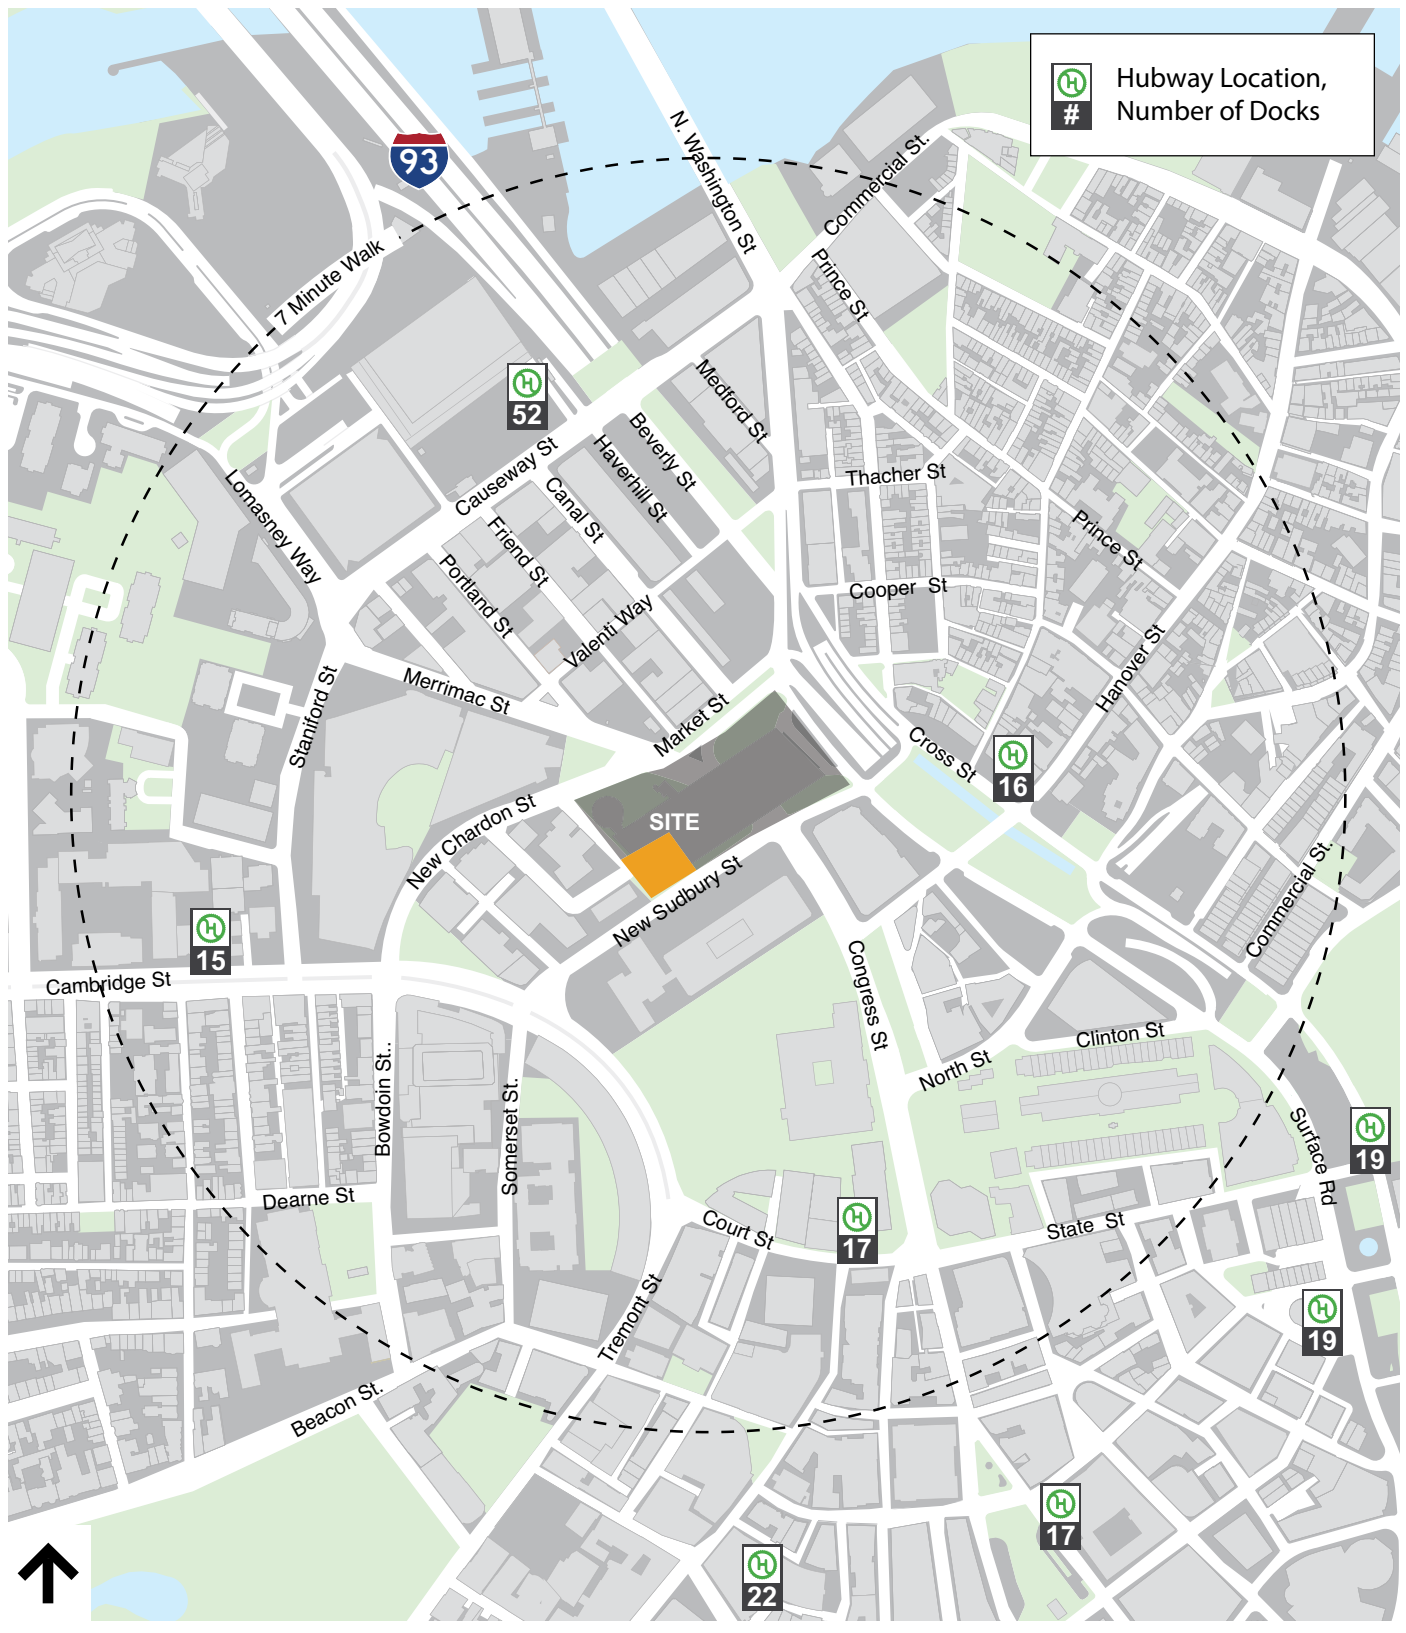 Hubway Location,
Number of Docks
#
93
N. Washington St
Commercial St.
7 Minute Walk
Prince St
52
Medford St
Beverly St
Haverhill St
Causeway St
Canal St
Thacher St
Lomasney Way
Friend St
Prince St
Portland St
Cooper St
Valenti Way
Hanover St
Merrimac St
Staniford St
Market St
Cross St
16
New Chardon St
SITE
New Sudbury St
Commercial St.
15
Cambridge St
Congress St
Clinton St
North St
Bowdoin St..
Somerset St.
Surface Rd
19
Dearne St
Court St
17
State St
Tremont St
19
Beacon St.
17
22